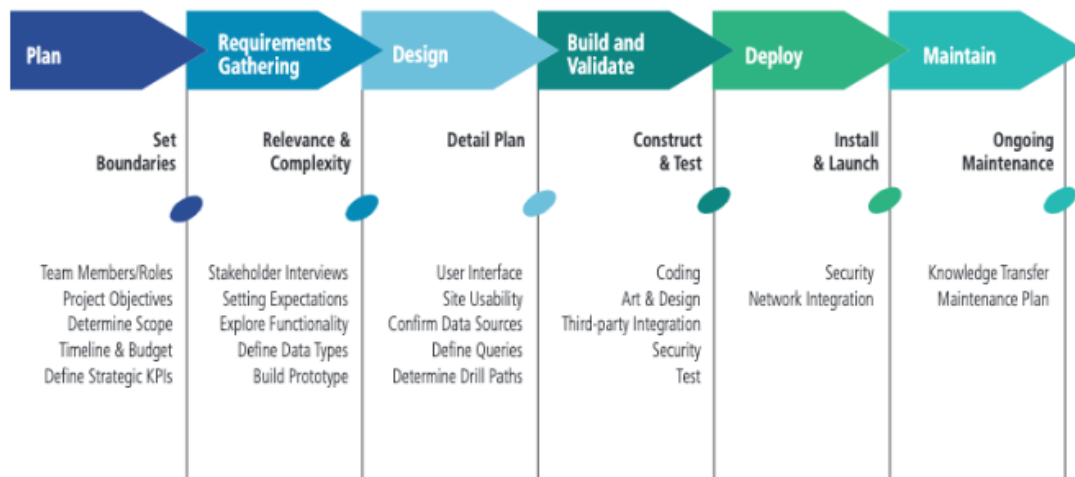 Plan
Requirements
Gathering
Design
Build and
Validate
Deploy
Maintain
Set
Boundaries
Relevance &
Complexity
Detail Plan
Construct
& Test
Install
& Launch
Ongoing
Maintenance
Team Members/Roles
Project Objectives
Determine Scope
Timeline & Budget
Define Strategic KPIs
Stakeholder Interviews
Setting Expectations
Explore Functionality
Define Data Types
Build Prototype
User Interface
Site Usability
Confirm Data Sources
Define Queries
Determine Drill Paths
Coding
Art & Design
Third-party Integration
Security
Test
Security
Network Integration
Knowledge Transfer
Maintenance Plan